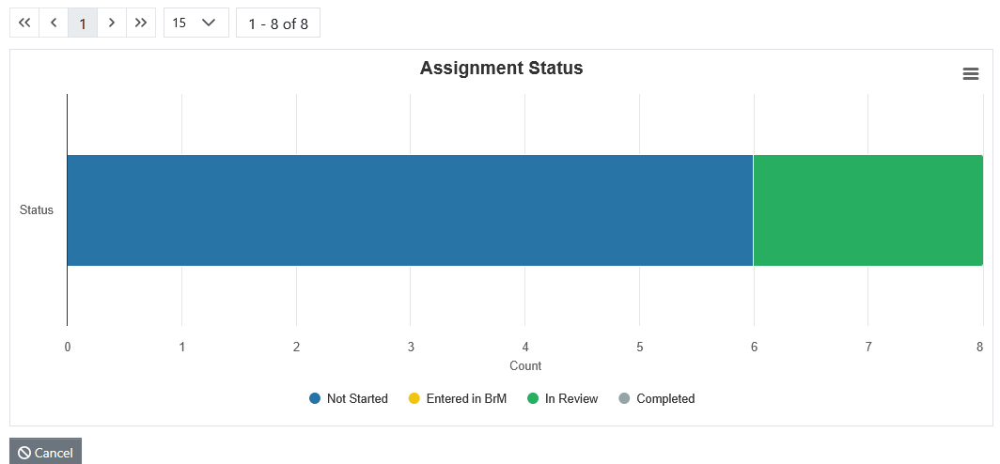 1 15 1 - 8 of 8
Assignment Status
Status
0 1 2 3 4 5 6 7 8
Count
Not Started Entered in BrM In Review Completed
Cancel